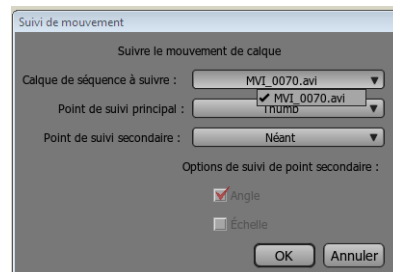 Suivi de mouvement
Suivre le mouvement de calque
Calque de séquence à suivre : MVI_0070.avi
MVI_0070.avi
Point de suivi principal : Thumb
Point de suivi secondaire : Néant
Options de suivi de point secondaire :
Angle
Échelle
OK Annuler